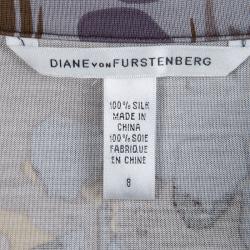 DIANE VON FURSTENBERG
100% SILK
MADE IN
CHINA
100% SOIE
FABRIQUE
EN CHINE
8